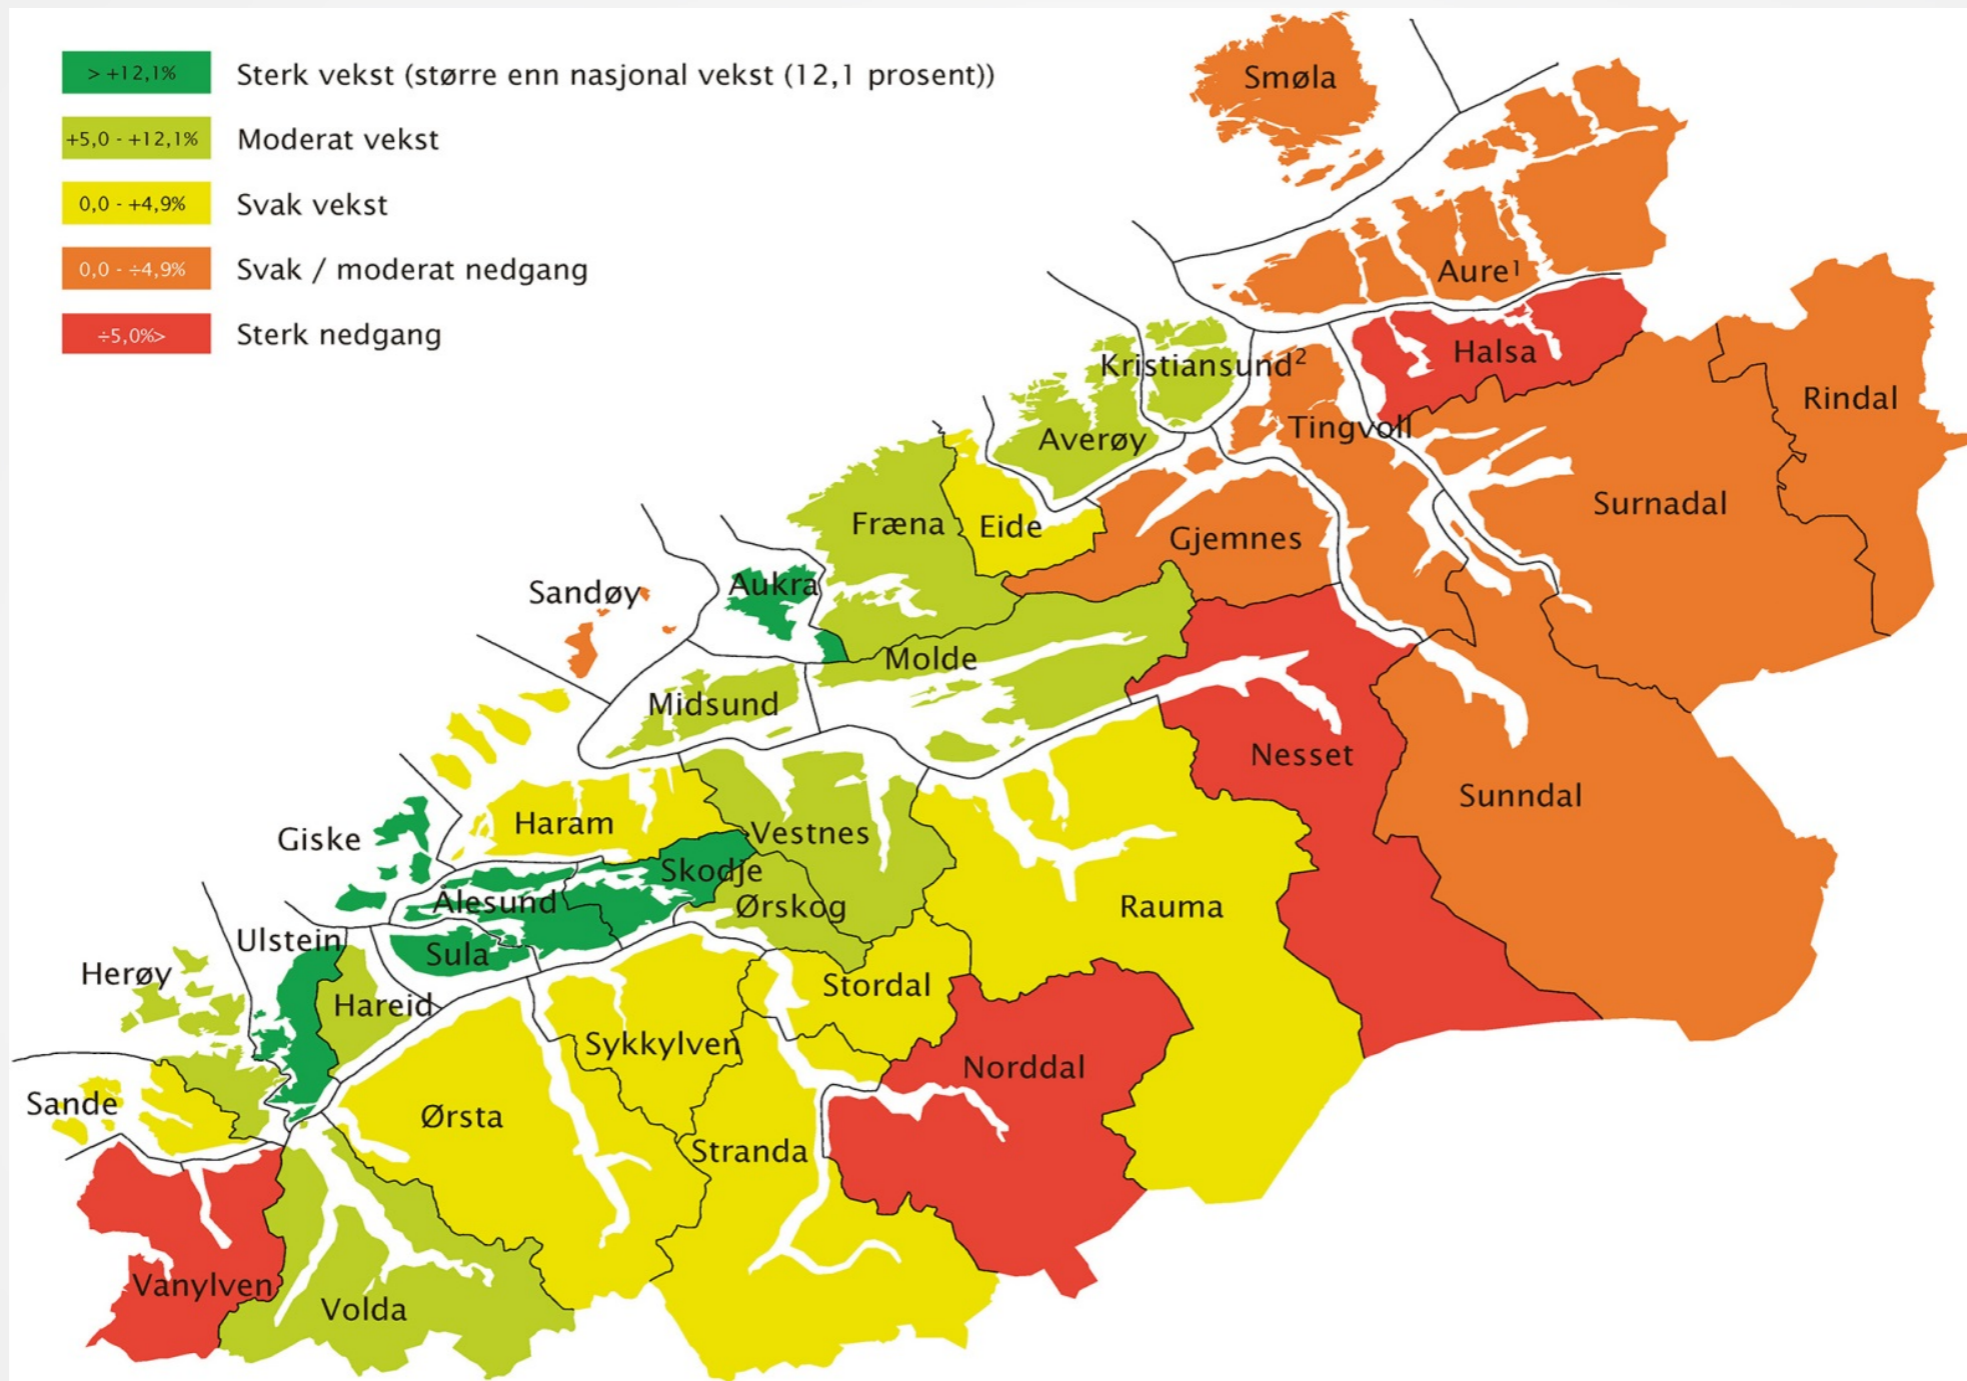 > +12,1% Sterk vekst (større enn nasjonal vekst (12,1 prosent))
+5,0 - +12,1% Moderat vekst
0,0 - +4,9% Svak vekst
0,0 - ÷4,9% Svak / moderat nedgang
÷5,0%> Sterk nedgang
Smøla
Aure¹
Halsa
Kristiansund²
Rindal
Tingvoll
Averøy
Surnadal
Fræna
Eide
Gjemnes
Aukra
Sandøy
Molde
Midsund
Nesset
Sunndal
Haram
Vestnes
Giske
Skodje
Ålesund
Ørskog
Rauma
Ulstein
Sula
Herøy
Stordal
Hareid
Sykkylven
Norddal
Sande
Ørsta
Stranda
Vanylven
Volda